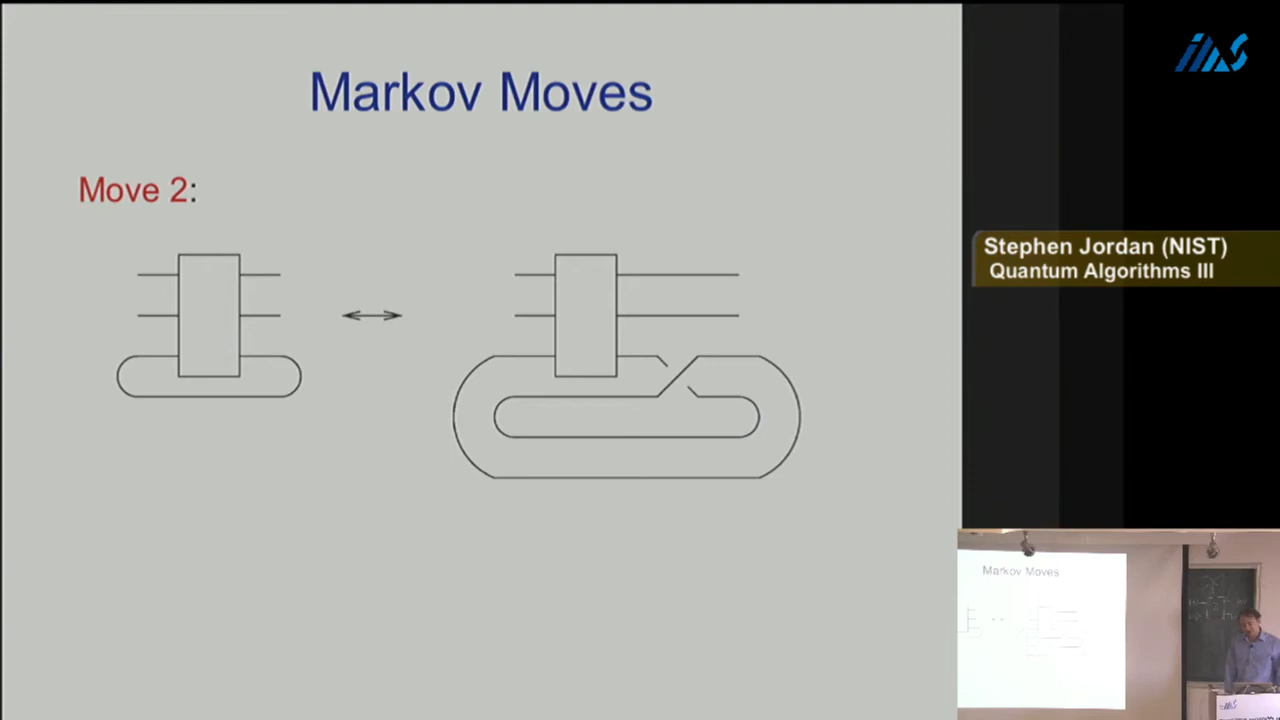 Markov Moves
Move 2:
Stephen Jordan (NIST)
Quantum Algorithms III
Markov Moves